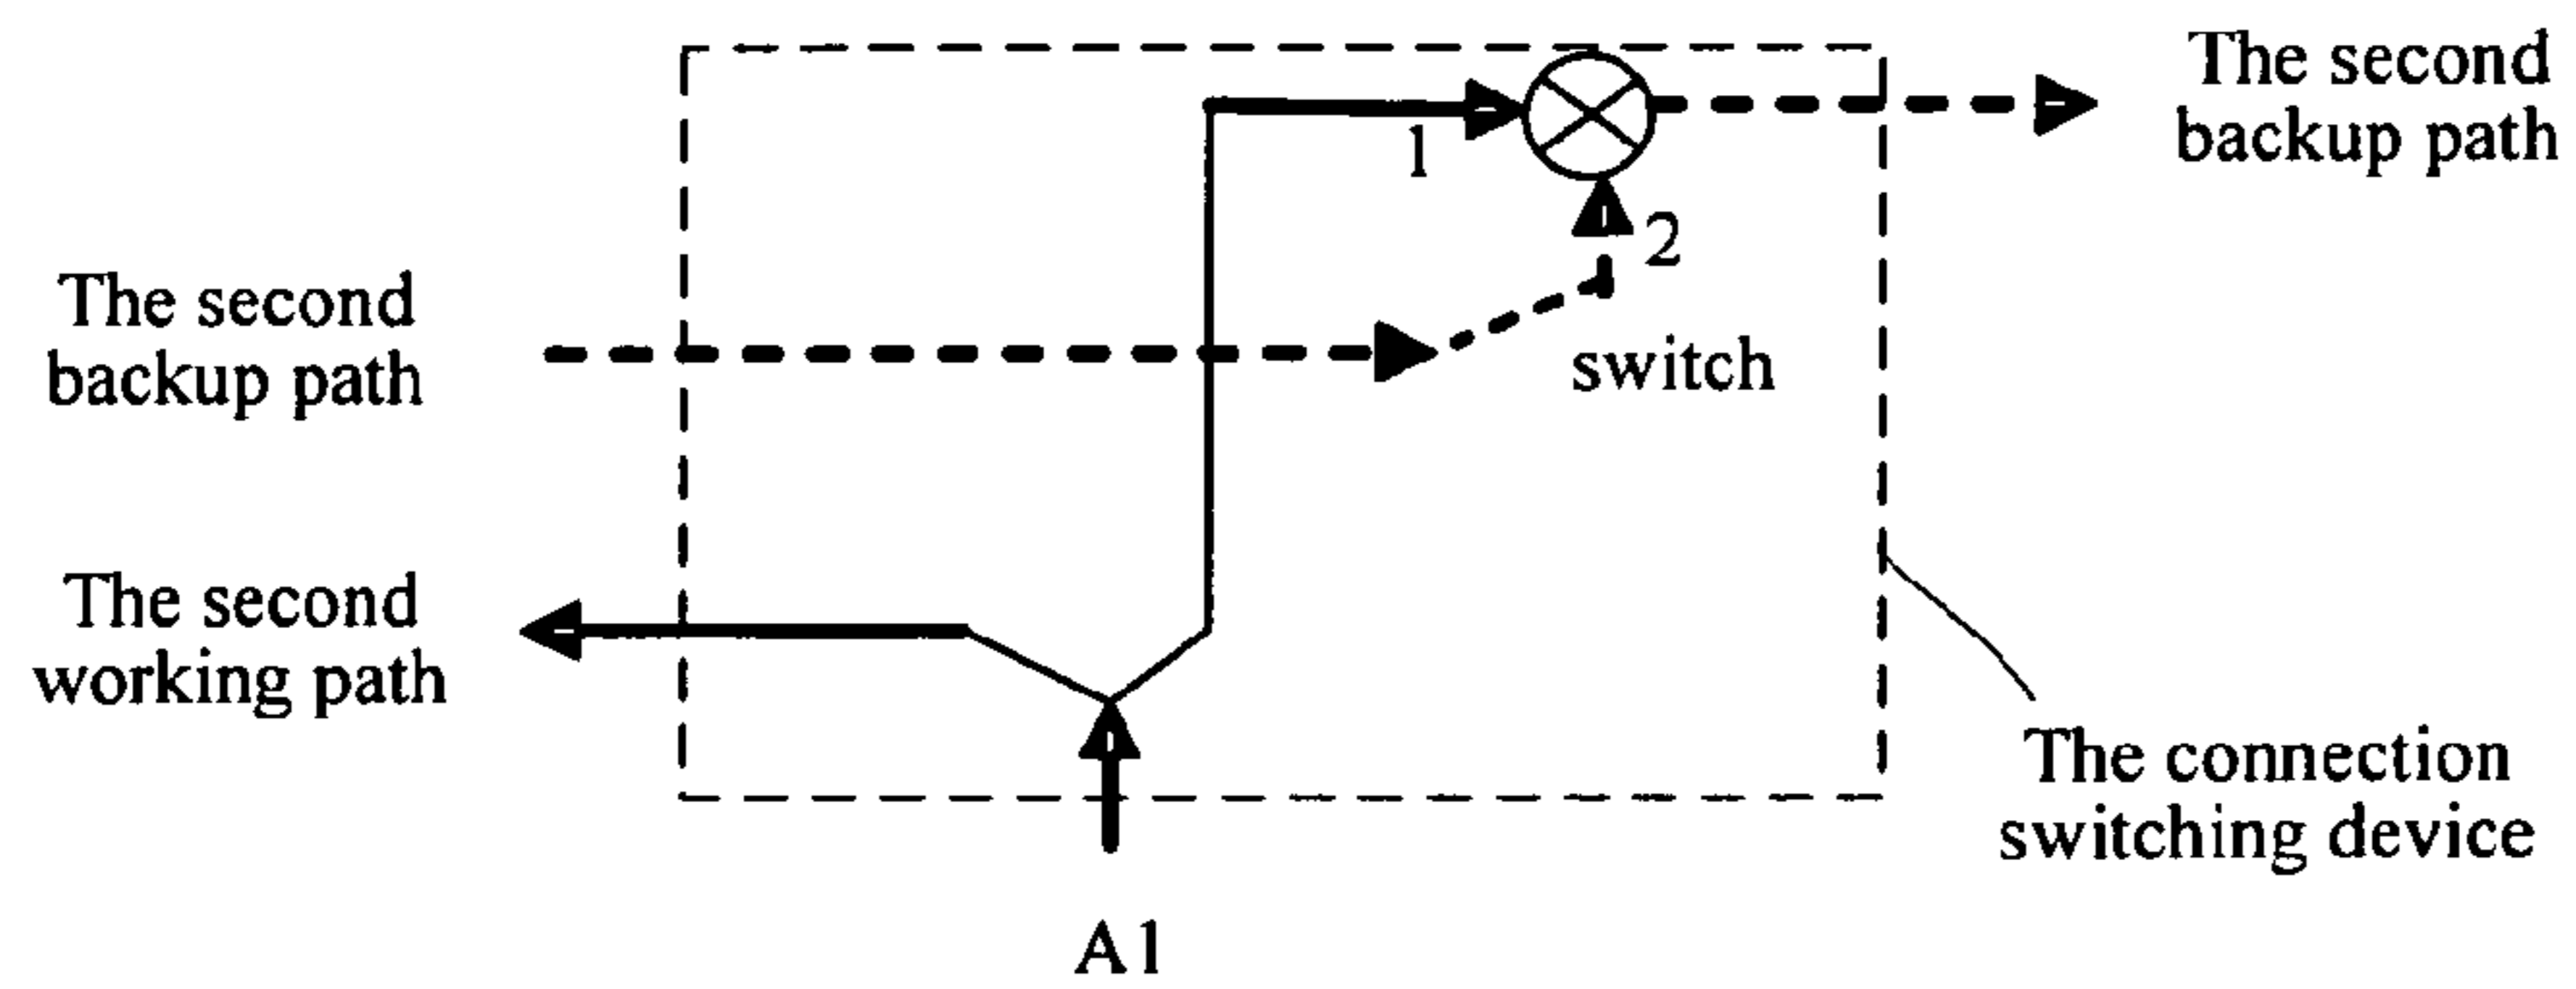 The second
backup path
1
2
The second
backup path
switch
The second
working path
The connection
switching device
A1